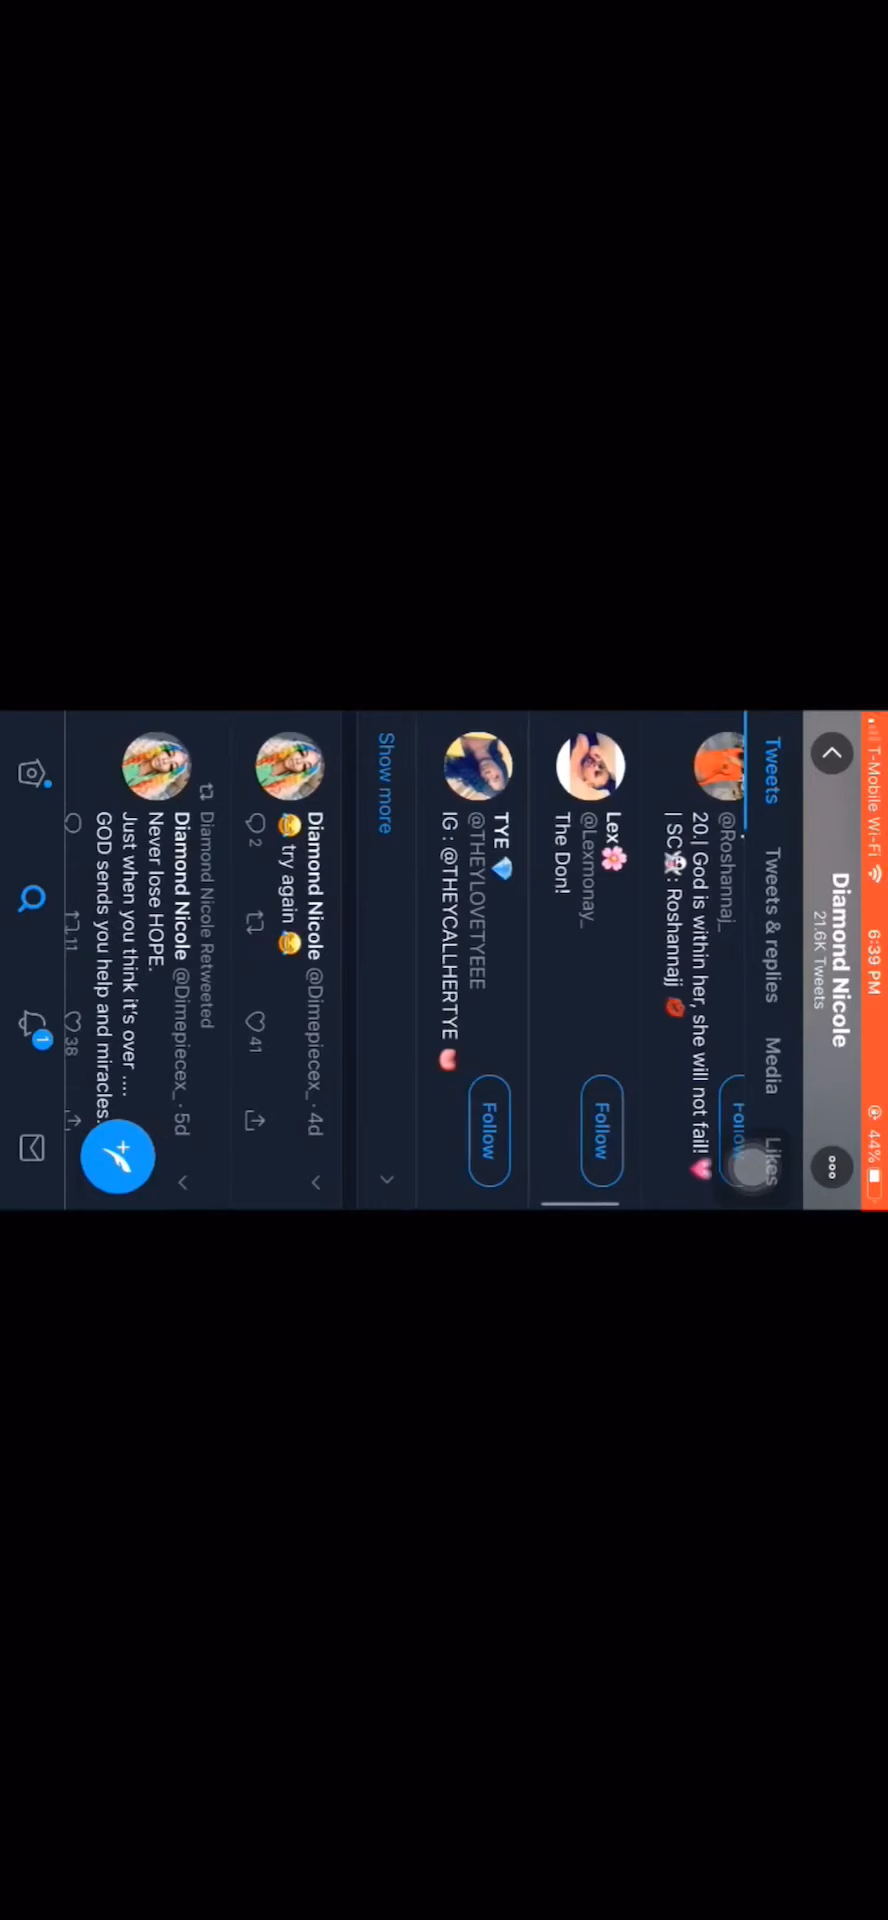 T-Mobile Wi-Fi 6:39 PM 44%
Diamond Nicole
21.6K Tweets
Tweets Tweets & replies Media Likes
Follow
@Roshannaj_
20.| God is within her, she will not fail! 💗
| SC👻: Roshannajj 💋
Lex🌸
@Lexmonay_
Follow
The Don!
TYE 💎
@THEYLOVETYEEE
Follow
IG : @THEYCALLHERTYE
Show more
Diamond Nicole @Dimepiecex_ · 4d
😂 try again 😂
2 41
Diamond Nicole Retweeted
Diamond Nicole @Dimepiecex_ · 5d
Never lose HOPE.
Just when you think it's over ....
GOD sends you help and miracles.
11 38
1